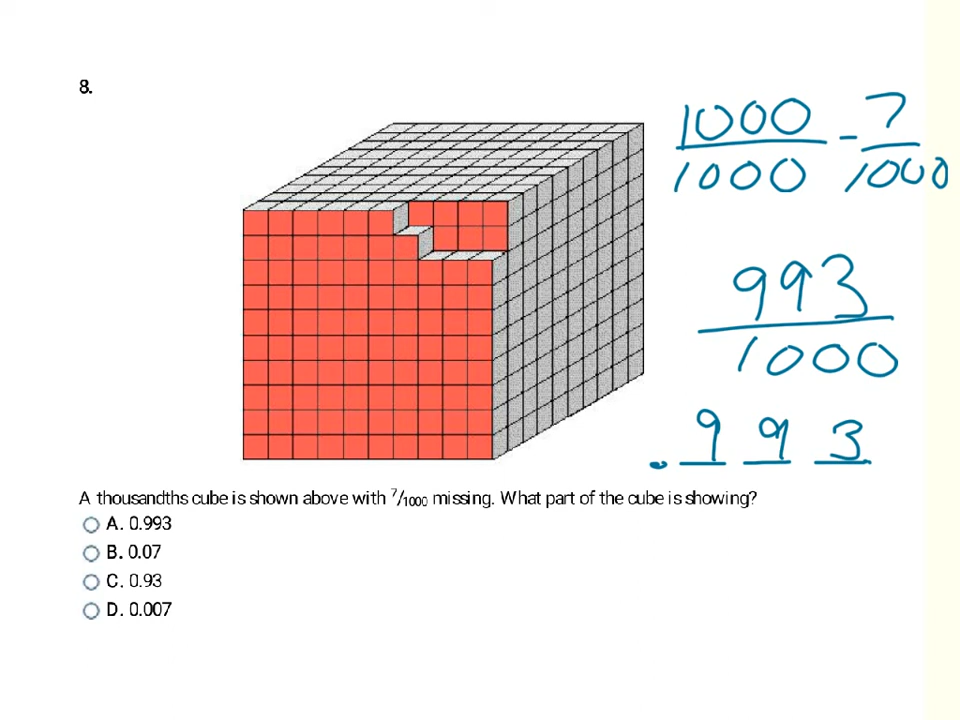 8.
1000/1000 - 7/1000
993/1000
.993
A thousandths cube is shown above with 7/1000 missing. What part of the cube is showing?
A. 0.993
B. 0.07
C. 0.93
D. 0.007